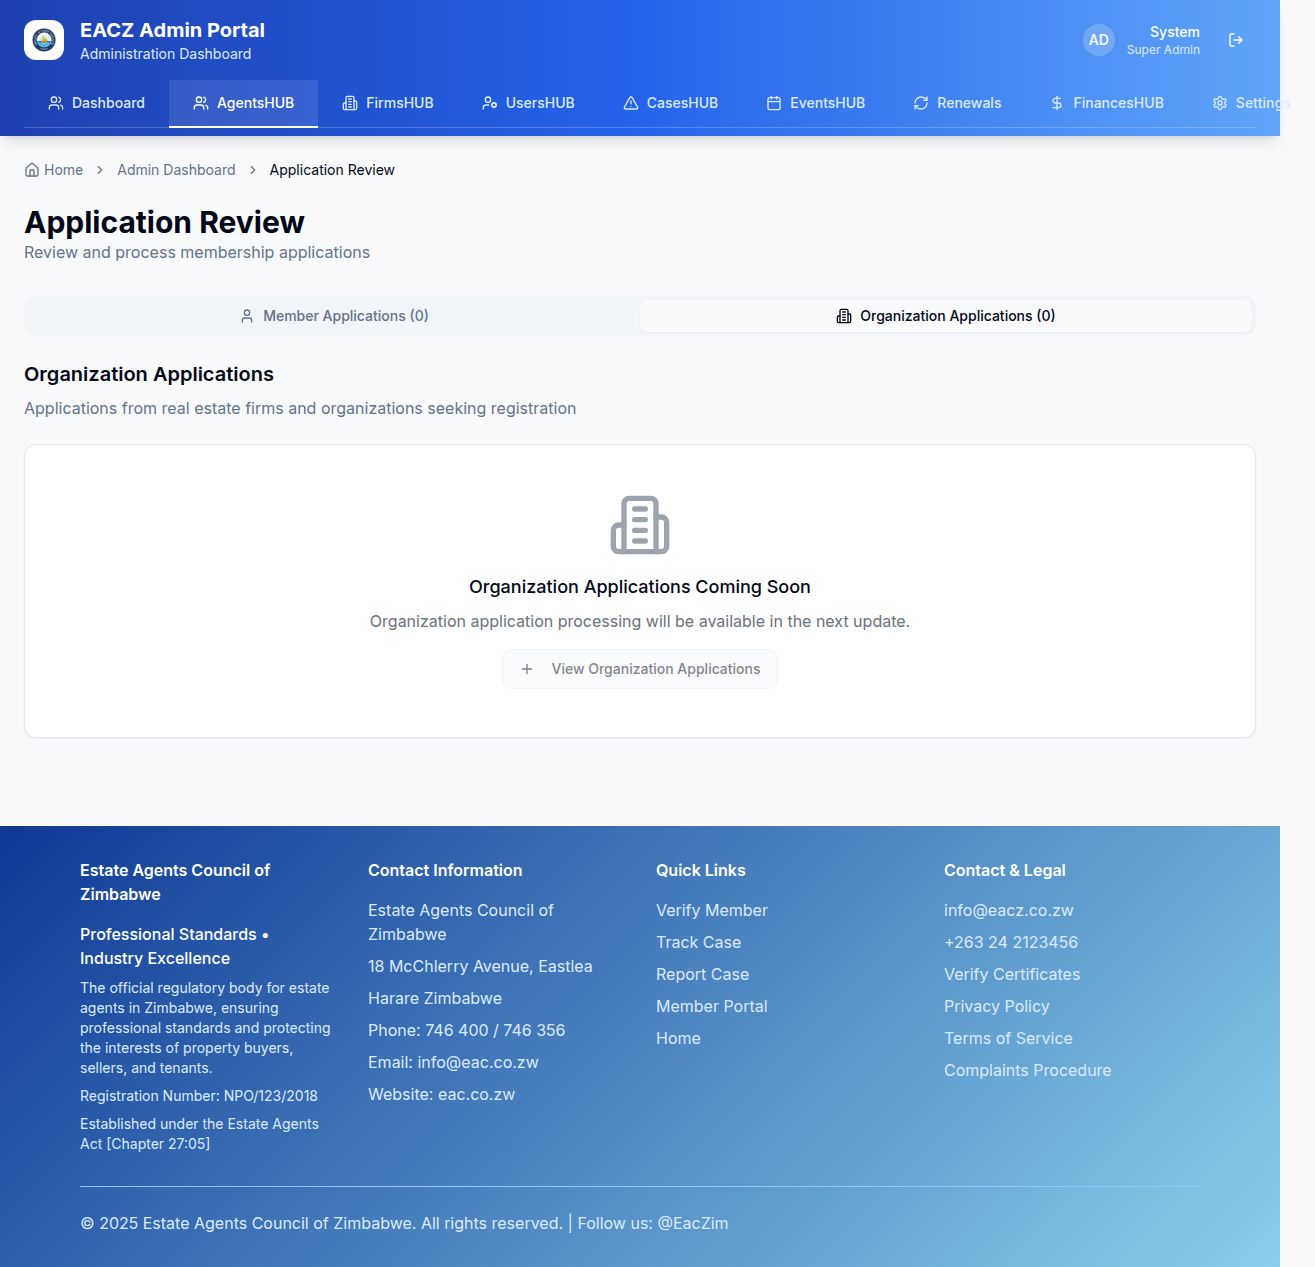 EACZ Admin Portal
Administration Dashboard
AD
System
Super Admin
Dashboard
AgentsHUB
FirmsHUB
UsersHUB
CasesHUB
EventsHUB
Renewals
FinancesHUB
Settings
Home
Admin Dashboard
Application Review
Application Review
Review and process membership applications
Member Applications (0)
Organization Applications (0)
Organization Applications
Applications from real estate firms and organizations seeking registration
Organization Applications Coming Soon
Organization application processing will be available in the next update.
View Organization Applications
Estate Agents Council of
Zimbabwe
Professional Standards •
Industry Excellence
The official regulatory body for estate
agents in Zimbabwe, ensuring
professional standards and protecting
the interests of property buyers,
sellers, and tenants.
Registration Number: NPO/123/2018
Established under the Estate Agents
Act [Chapter 27:05]
Contact Information
Estate Agents Council of
Zimbabwe
18 McChlerry Avenue, Eastlea
Harare Zimbabwe
Phone: 746 400 / 746 356
Email: info@eac.co.zw
Website: eac.co.zw
Quick Links
Verify Member
Track Case
Report Case
Member Portal
Home
Contact & Legal
info@eacz.co.zw
+263 24 2123456
Verify Certificates
Privacy Policy
Terms of Service
Complaints Procedure
© 2025 Estate Agents Council of Zimbabwe. All rights reserved. | Follow us: @EacZim